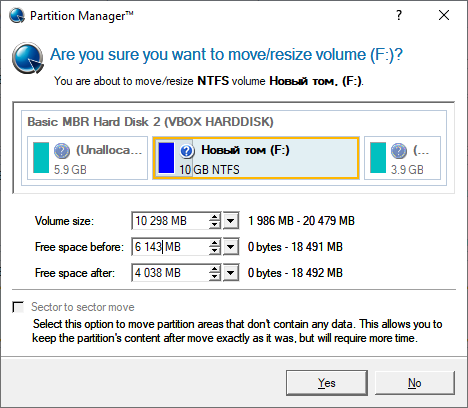 Partition Manager™
Are you sure you want to move/resize volume (F:)?
You are about to move/resize NTFS volume Новый том. (F:).
Basic MBR Hard Disk 2 (VBOX HARDDISK)
(Unalloca... Новый том (F:) (...
5.9 GB 10 GB NTFS 3.9 GB
Volume size: 10 298 MB 1 986 MB - 20 479 MB
Free space before: 6 143 MB 0 bytes - 18 491 MB
Free space after: 4 038 MB 0 bytes - 18 492 MB
Sector to sector move
Select this option to move partition areas that don't contain any data. This allows you to
keep the partition's content after move exactly as it was, but will require more time.
Yes No